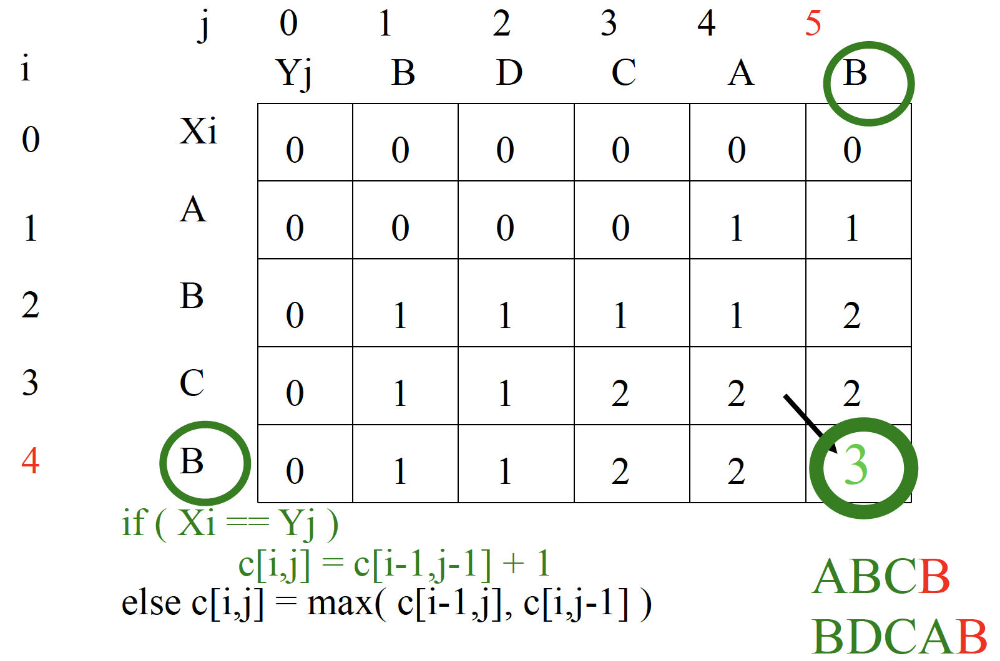 j 0 1 2 3 4 5
i Yj B D C A B
0 Xi 0 0 0 0 0 0
1 A 0 0 0 0 1 1
2 B 0 1 1 1 1 2
3 C 0 1 1 2 2 2
4 B 0 1 1 2 2 3
if ( Xi == Yj )
c[i,j] = c[i-1,j-1] + 1
else c[i,j] = max( c[i-1,j], c[i,j-1] )
ABCB
BDCAB